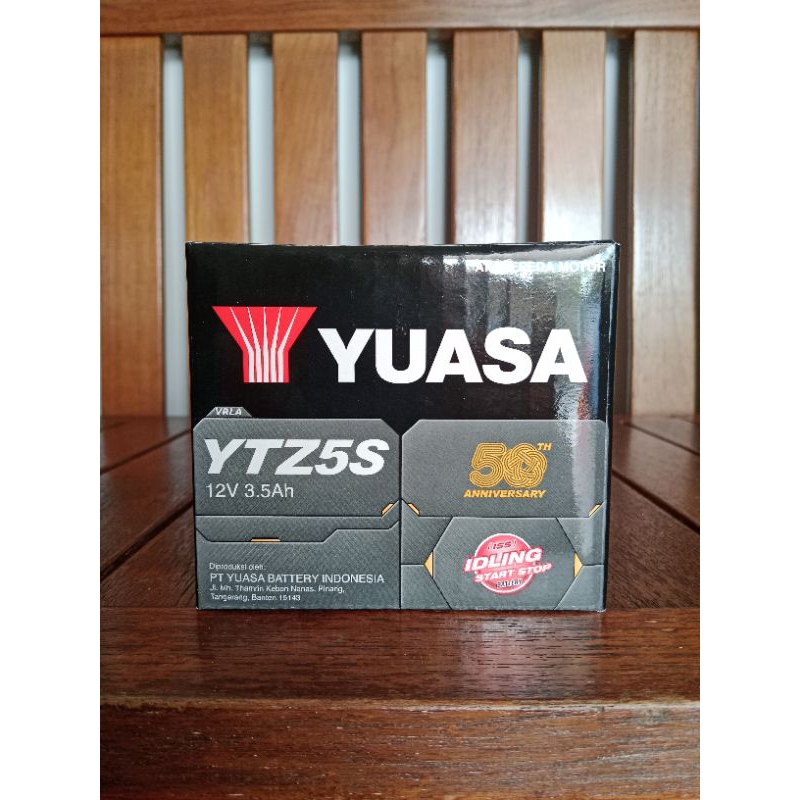 YUASA
VRLA
YTZ5S
12V 3.5Ah
50TH
ANNIVERSARY
Diproduksi oleh:
PT YUASA BATTERY INDONESIA
Jl. Mh. Thamrin Kebon Nanas, Pinang,
Tangerang, Banten 15143
ISS
IDLING
START STOP